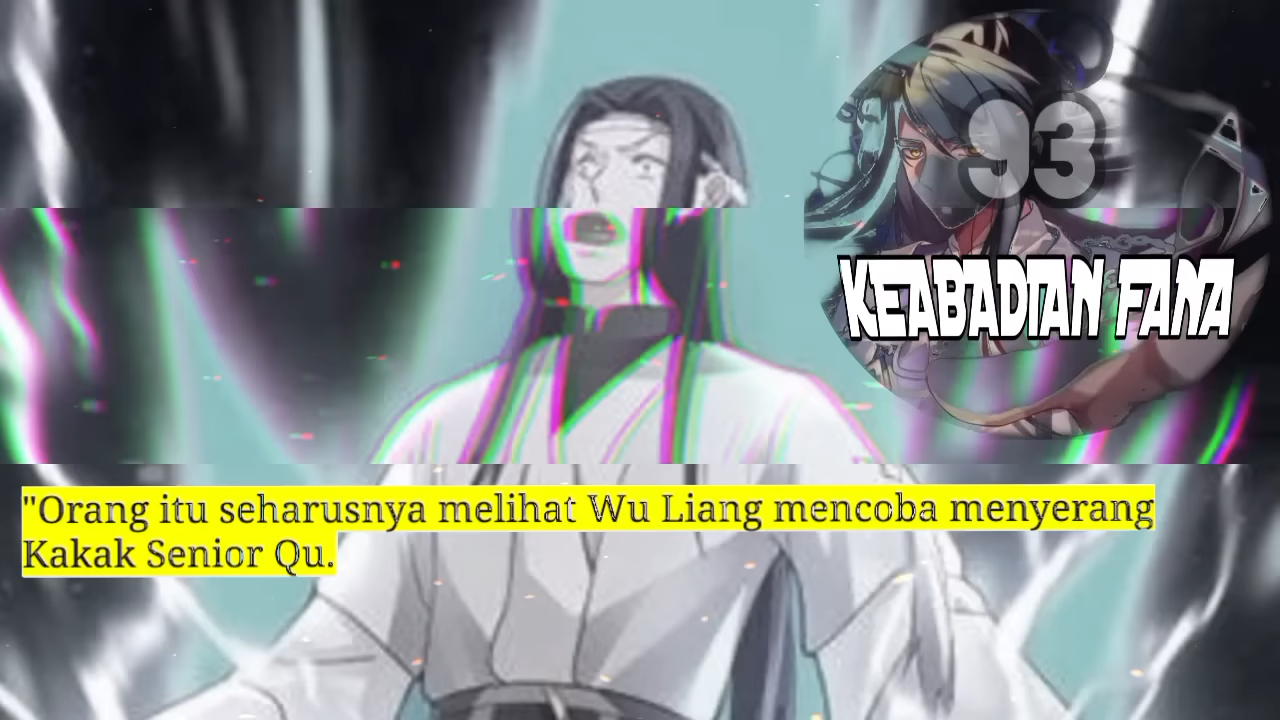 93
KEABADIAN FANA
"Orang itu seharusnya melihat Wu Liang mencoba menyerang
Kakak Senior Qu.